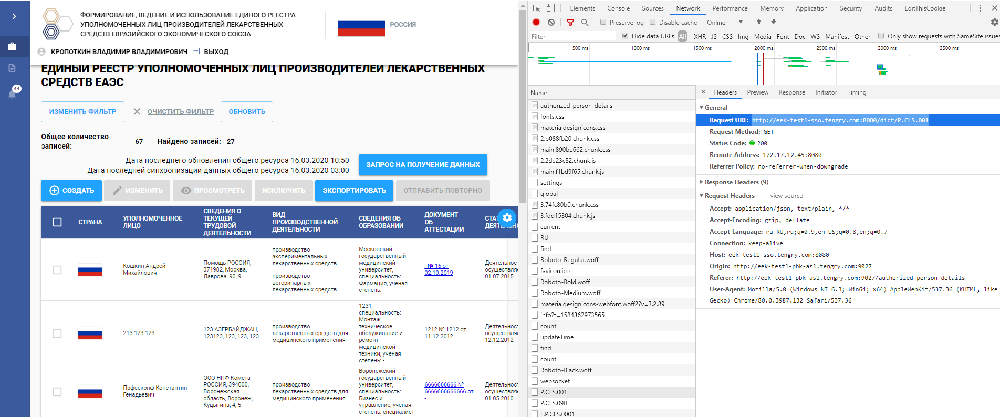 ФОРМИРОВАНИЕ, ВЕДЕНИЕ И ИСПОЛЬЗОВАНИЕ ЕДИНОГО РЕЕСТРА
УПОЛНОМОЧЕННЫХ ЛИЦ ПРОИЗВОДИТЕЛЕЙ ЛЕКАРСТВЕННЫХ
СРЕДСТВ ЕВРАЗИЙСКОГО ЭКОНОМИЧЕСКОГО СОЮЗА
РОССИЯ
КРОПОТКИН ВЛАДИМИР ВЛАДИМИРОВИЧ
ВЫХОД
44
ЕДИНЫЙ РЕЕСТР УПОЛНОМОЧЕННЫХ ЛИЦ ПРОИЗВОДИТЕЛЕЙ ЛЕКАРСТВЕННЫХ
СРЕДСТВ ЕАЭС
ИЗМЕНИТЬ ФИЛЬТР
ОЧИСТИТЬ ФИЛЬТР
ОБНОВИТЬ
Общее количество
записей:
67
Найдено записей: 27
Дата последнего обновления общего ресурса 16.03.2020 10:50
Дата последней синхронизации данных общего ресурса 16.03.2020 03:00
ЗАПРОС НА ПОЛУЧЕНИЕ ДАННЫХ
СОЗДАТЬ
ИЗМЕНИТЬ
ПРОСМОТРЕТЬ
ИСКЛЮЧИТЬ
ЭКСПОРТИРОВАТЬ
ОТПРАВИТЬ ПОВТОРНО
СТРАНА
УПОЛНОМОЧЕННОЕ
ЛИЦО
СВЕДЕНИЯ О
ТЕКУЩЕЙ
ТРУДОВОЙ
ДЕЯТЕЛЬНОСТИ
ВИД
ПРОИЗВОДСТВЕННОЙ
ДЕЯТЕЛЬНОСТИ
СВЕДЕНИЯ ОБ
ОБРАЗОВАНИИ
ДОКУМЕНТ
ОБ
АТТЕСТАЦИИ
Кошкин Андрей
Михайлович
Помощь РОССИЯ,
371982, Москва,
Лаврова, 90, 9
производство
экспериментальных
лекарственных средств
производство
ветеринарных
лекарственных средств
Московский
государственный
медицинский
университет,
специальность:
Фармация, ученая
степень: -
- № 16 от
02.10.2019
Деятельност
осуществляе
01.07.2015
213 123 123
123 АЗЕРБАЙДЖАН,
123123, 123, 123, 123
производство
лекарственных средств для
медицинского применения
1231,
специальность:
Монтаж,
техническое
обслуживание и
ремонт
медицинской
техники, ученая
степень: -
1212 № 1212 от
11.12.2012
Деятельност
осуществляе
12.12.2012
Прфеекопф Константин
Генадьевич
ООО НПФ Комета
РОССИЯ, 394000,
Воронежская
область, Воронеж,
Куцыгина, 4, 5
производство
лекарственных средств для
медицинского применения
Воронежский
государственный
университет,
специальность:
Бизнес и
управление, ученая
степень: специалист
6666666666 №
6666666666666 от
-
Деятельност
осуществляе
01.05.2010
Elements Console Sources Network Performance Memory Application Security Audits EditThisCookie
Preserve log Disable cache Online
Filter Hide data URLs All XHR JS CSS Img Media Font Doc WS Manifest Other Only show requests with SameSite issues
500 ms 1000 ms 1500 ms 2000 ms 2500 ms 3000 ms 3500 ms
Name
authorized-person-details
fonts.css
materialdesignicons.css
2.b088fb20.chunk.css
main.890be662.chunk.css
2.2de23c82.chunk.js
main.f1bd9f65.chunk.js
settings
global
3.74fc80b0.chunk.css
3.fdd15304.chunk.js
current
RU
find
Roboto-Regular.woff
favicon.ico
Roboto-Bold.woff
Roboto-Medium.woff
materialdesignicons-webfont.woff2?v=3.2.89
info?t=1584362973565
count
updateTime
find
count
Roboto-Black.woff
websocket
P.CLS.001
P.CLS.090
L.P.CLS.0001
Headers Preview Response Initiator Timing
General
Request URL: http://eek-test1-sso.tengry.com:8080/dict/P.CLS.001
Request Method: GET
Status Code: 200
Remote Address: 172.17.12.45:8080
Referrer Policy: no-referrer-when-downgrade
Response Headers (9)
Request Headers view source
Accept: application/json, text/plain, */*
Accept-Encoding: gzip, deflate
Accept-Language: ru-RU,ru;q=0.9,en-US;q=0.8,en;q=0.7
Connection: keep-alive
Host: eek-test1-sso.tengry.com:8080
Origin: http://eek-test1-pbk-as1.tengry.com:9027
Referer: http://eek-test1-pbk-as1.tengry.com:9027/authorized-person-details
User-Agent: Mozilla/5.0 (Windows NT 6.3; Win64; x64) AppleWebKit/537.36 (KHTML, like
Gecko) Chrome/80.0.3987.132 Safari/537.36